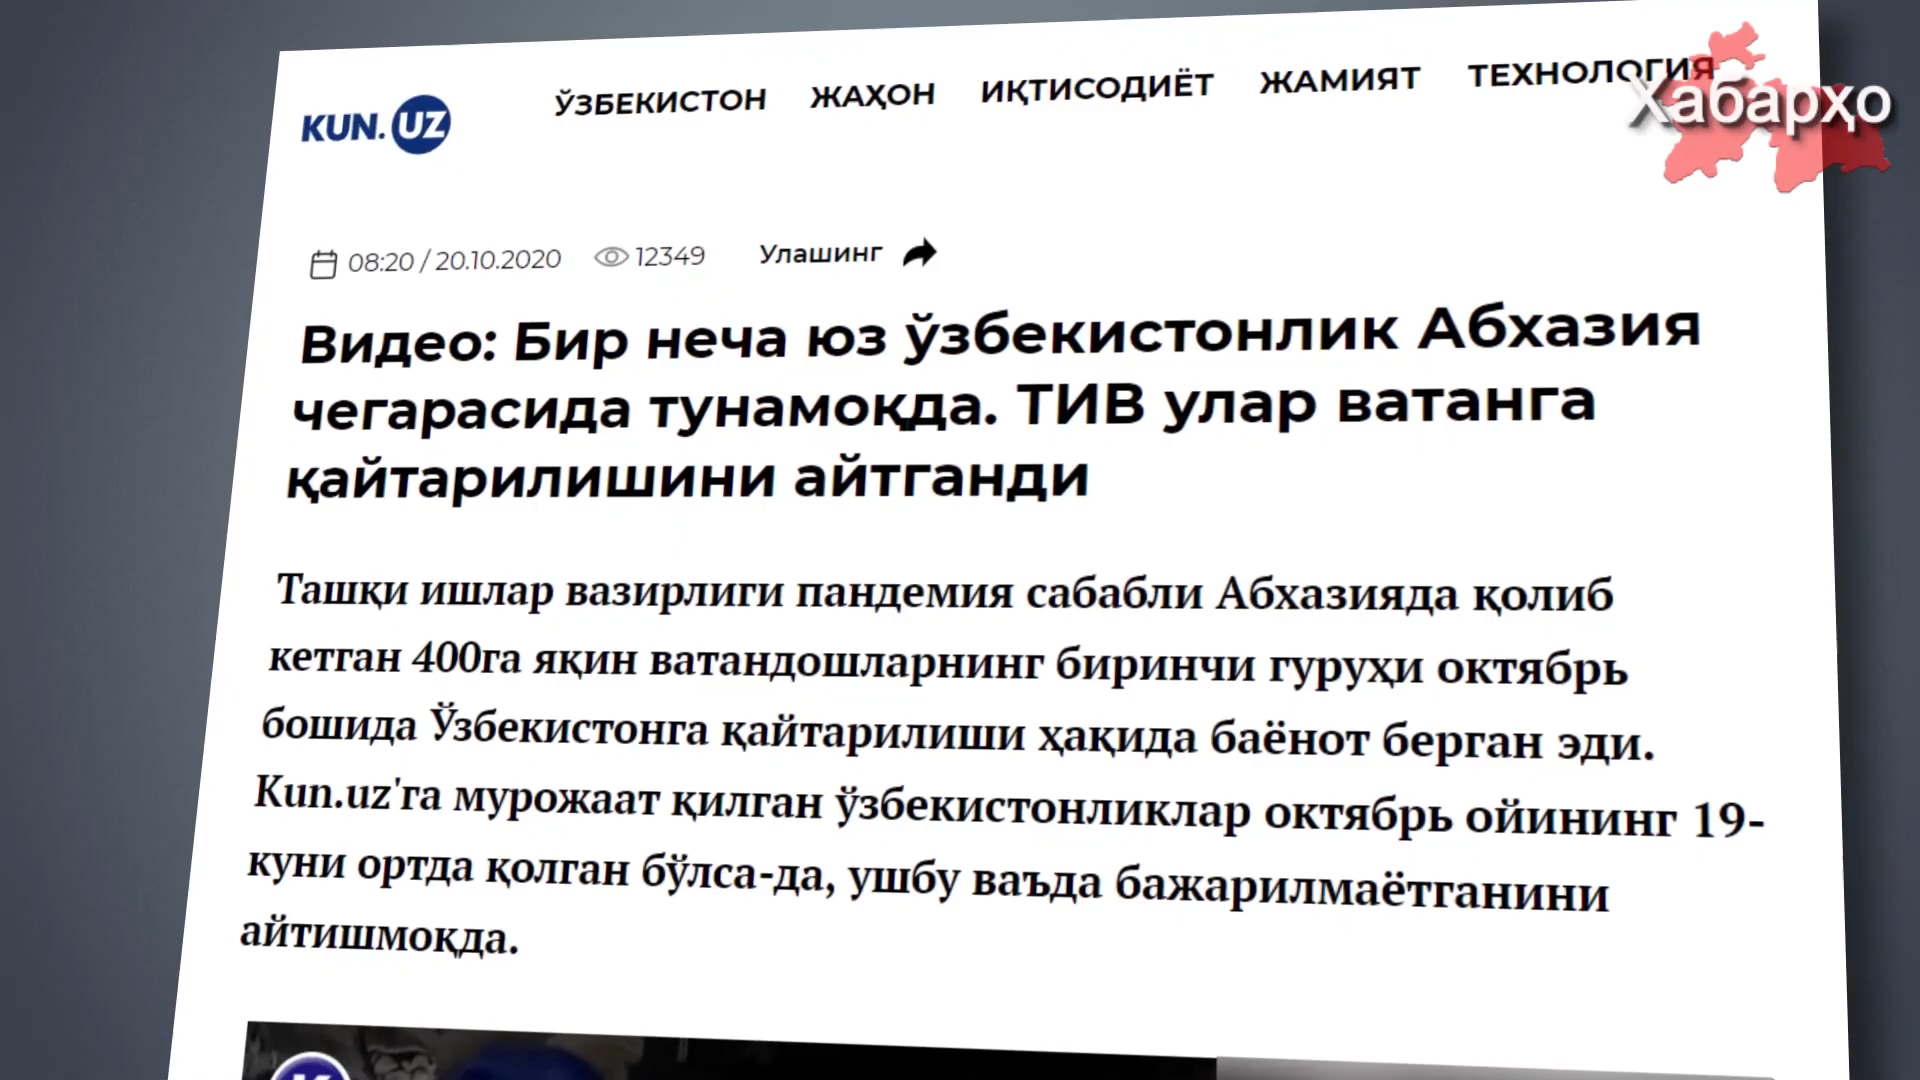 KUN.UZ
ЎЗБЕКИСТОН ЖАҲОН ИҚТИСОДИЁТ ЖАМИЯТ ТЕХНОЛОГИЯ
Хабарҳо
08:20 / 20.10.2020 12349 Улашинг
Видео: Бир неча юз ўзбекистонлик Абхазия
чегарасида тунамоқда. ТИВ улар ватанга
қайтарилишини айтганди
Ташқи ишлар вазирлиги пандемия сабабли Абхазияда қолиб
кетган 400га яқин ватандошларнинг биринчи гуруҳи октябрь
бошида Ўзбекистонга қайтарилиши ҳақида баёнот берган эди.
Kun.uz'га мурожаат қилган ўзбекистонликлар октябрь ойининг 19-
куни ортда қолган бўлса-да, ушбу ваъда бажарилмаётганини
айтишмоқда.